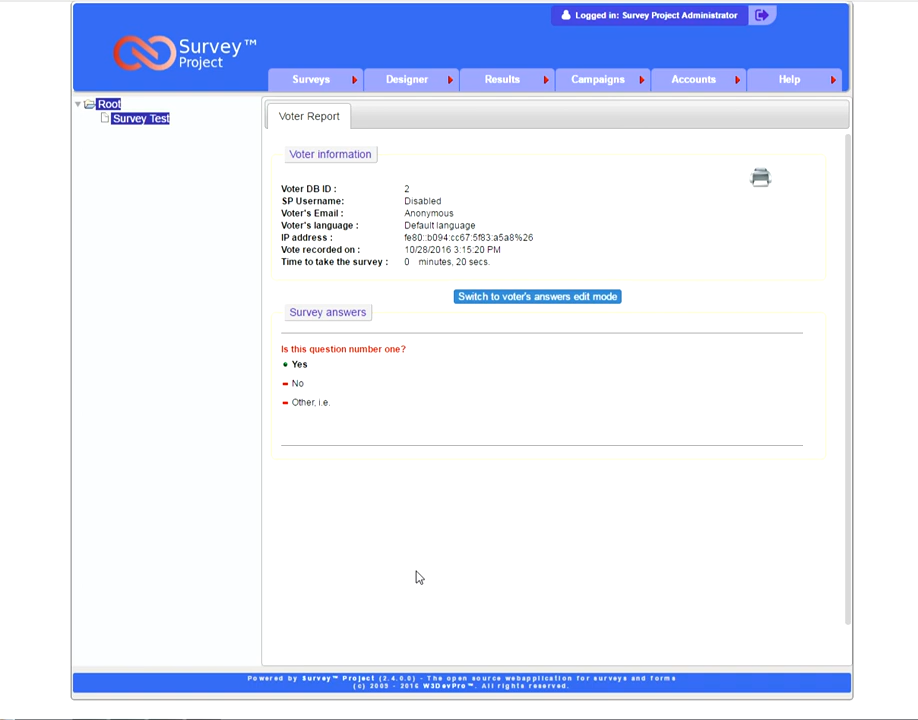 Logged in: Survey Project Administrator
Survey™
Project
Surveys
Designer
Results
Campaigns
Accounts
Help
Root
Survey Test
Voter Report
Voter information
Voter DB ID : 2
SP Username: Disabled
Voter's Email : Anonymous
Voter's language : Default language
IP address : fe80::b094:cc67:5f83:a5a8%26
Vote recorded on : 10/28/2016 3:15:20 PM
Time to take the survey : 0 minutes, 20 secs.
Switch to voter's answers edit mode
Survey answers
Is this question number one?
Yes
No
Other, i.e.
Powered by Survey™ Project (2.4.0.0) - The open source webapplication for surveys and forms
(c) 2005 - 2016 W3DevPro™. All rights reserved.